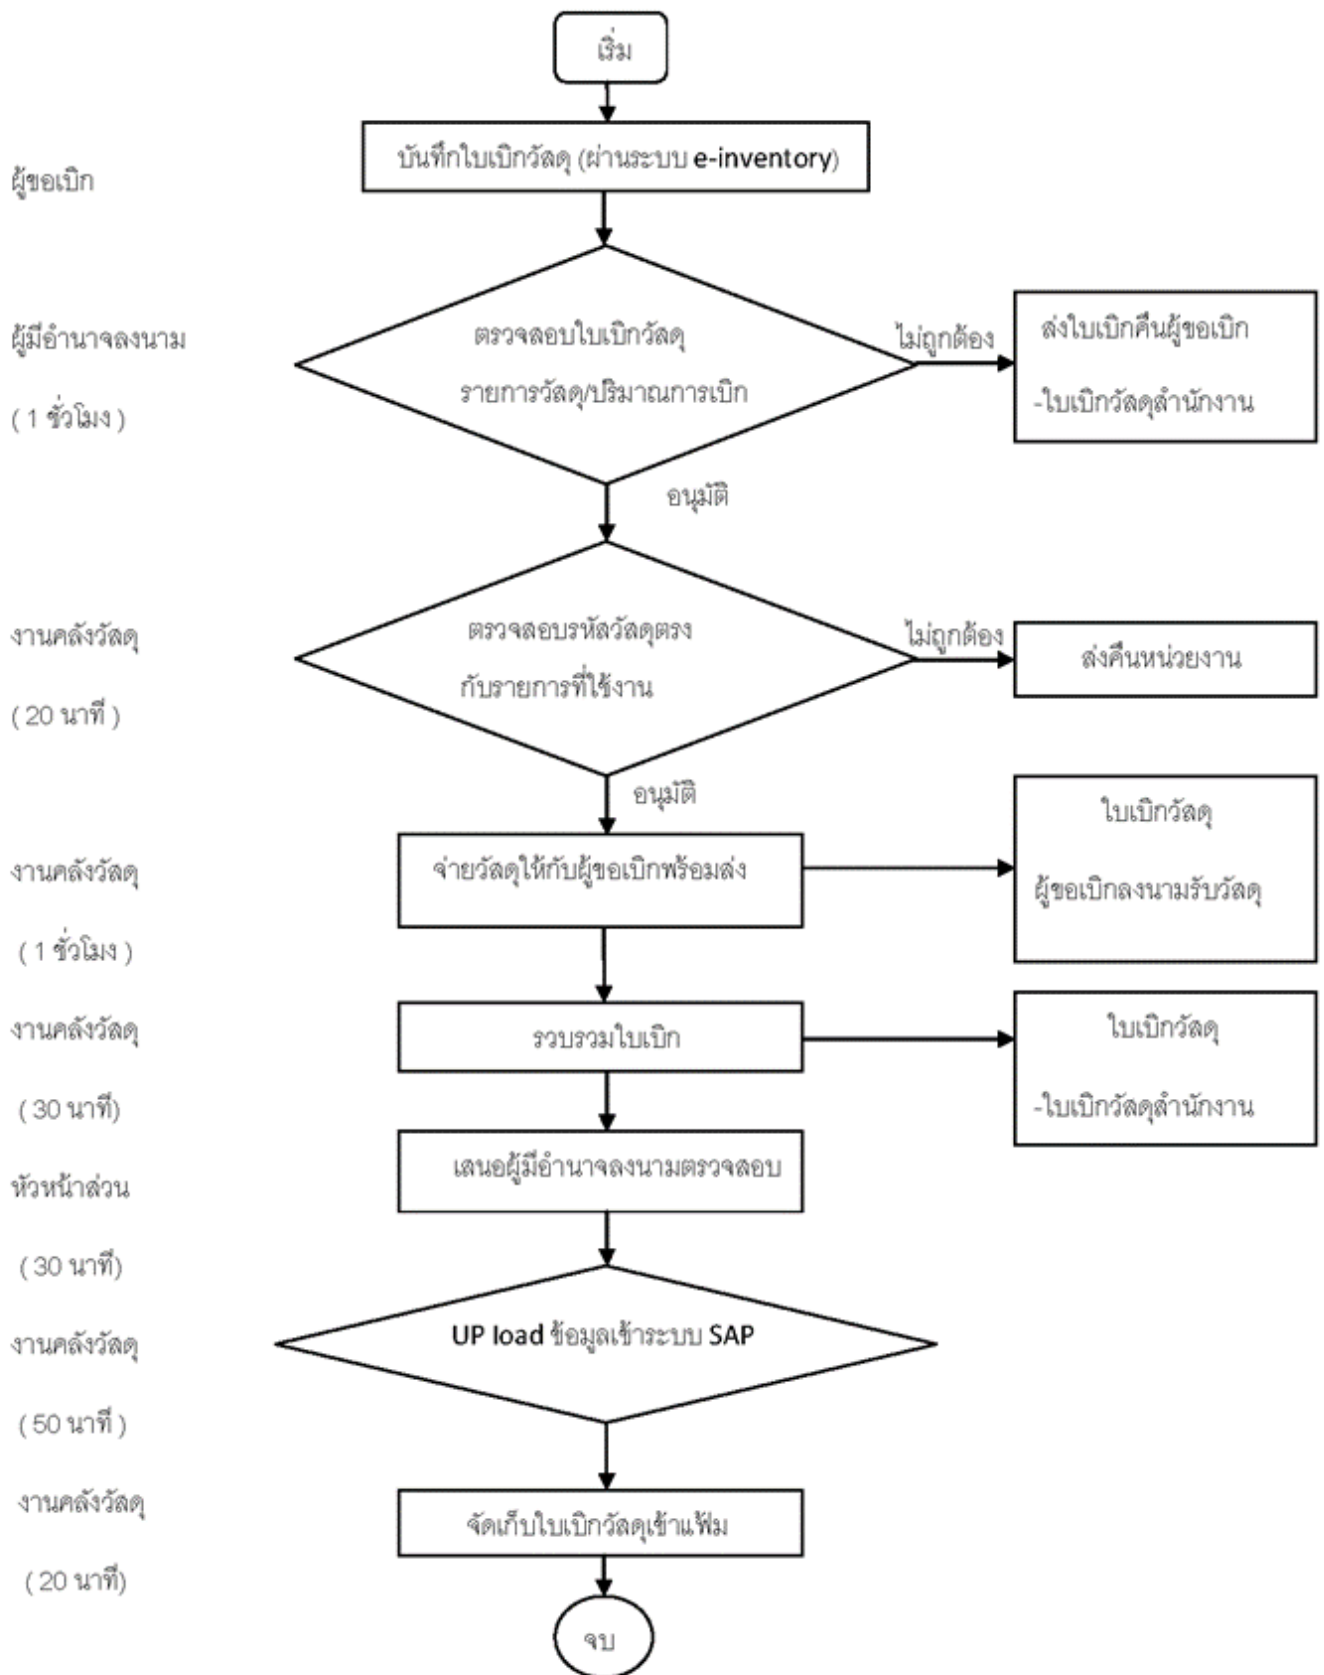 เริ่ม
บันทึกใบเบิกวัสดุ (ผ่านระบบ e-inventory)
ผู้ขอเบิก
ผู้มีอำนาจลงนาม
( 1 ชั่วโมง )
ตรวจสอบใบเบิกวัสดุ
รายการวัสดุ/ปริมาณการเบิก
ไม่ถูกต้อง
ส่งใบเบิกคืนผู้ขอเบิก
-ใบเบิกวัสดุสำนักงาน
อนุมัติ
งานคลังวัสดุ
( 20 นาที )
ตรวจสอบรหัสวัสดุตรง
กับรายการที่ใช้งาน
ไม่ถูกต้อง
ส่งคืนหน่วยงาน
อนุมัติ
งานคลังวัสดุ
( 1 ชั่วโมง )
จ่ายวัสดุให้กับผู้ขอเบิกพร้อมส่ง
ใบเบิกวัสดุ
ผู้ขอเบิกลงนามรับวัสดุ
งานคลังวัสดุ
( 30 นาที)
รวบรวมใบเบิก
ใบเบิกวัสดุ
-ใบเบิกวัสดุสำนักงาน
หัวหน้าส่วน
( 30 นาที)
เสนอผู้มีอำนาจลงนามตรวจสอบ
งานคลังวัสดุ
( 50 นาที )
UP load ข้อมูลเข้าระบบ SAP
งานคลังวัสดุ
( 20 นาที)
จัดเก็บใบเบิกวัสดุเข้าแฟ้ม
จบ